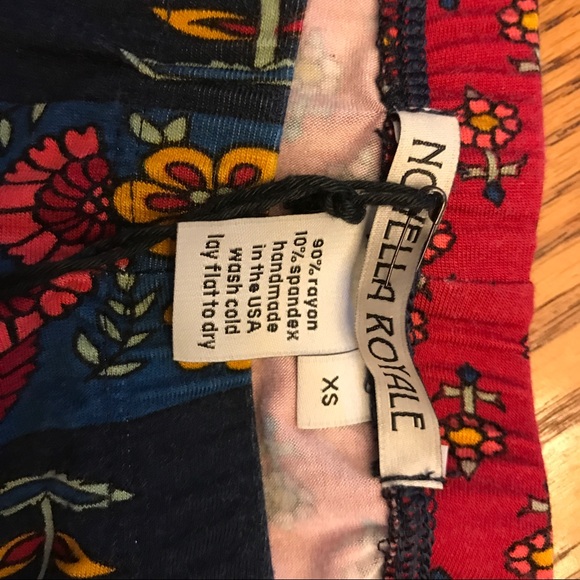 NOVELLA ROYALE
90% rayon
10% spandex
handmade
in the USA
wash cold
lay flat to dry
XS